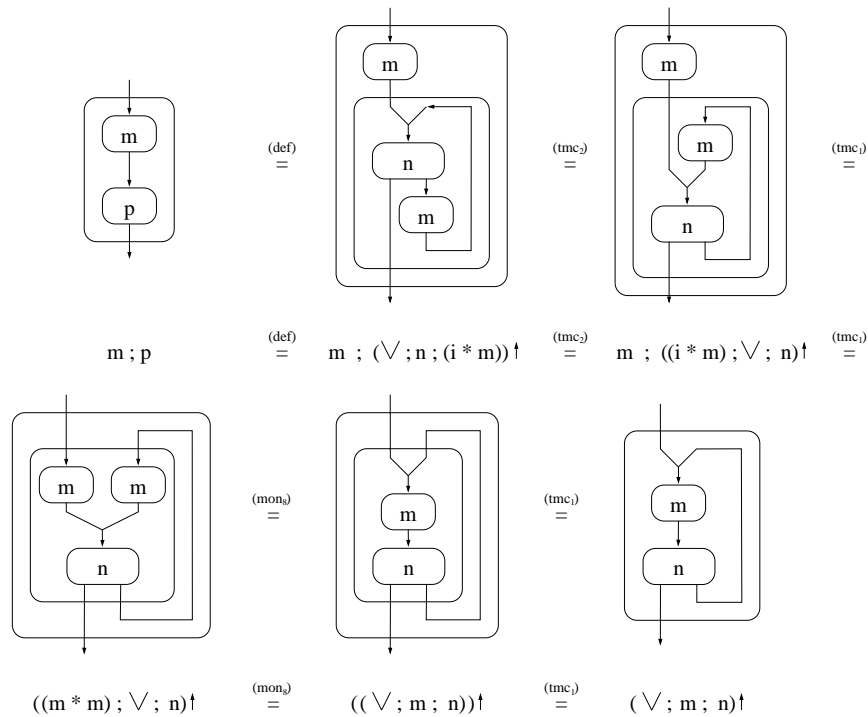 m
m
m
m
(def)
=
(tmc₂)
=
m
(tmc₁)
=
p
n
m
n
m ; p
(def)
=
m ; (∨ ; n ; (i * m))↑
(tmc₂)
=
m ; ((i * m) ; ∨ ; n)↑
(tmc₁)
=
m
m
(mon₈)
=
m
(tmc₁)
=
m
n
n
n
((m * m) ; ∨ ; n)↑
(mon₈)
=
((∨ ; m ; n))↑
(tmc₁)
=
(∨ ; m ; n)↑